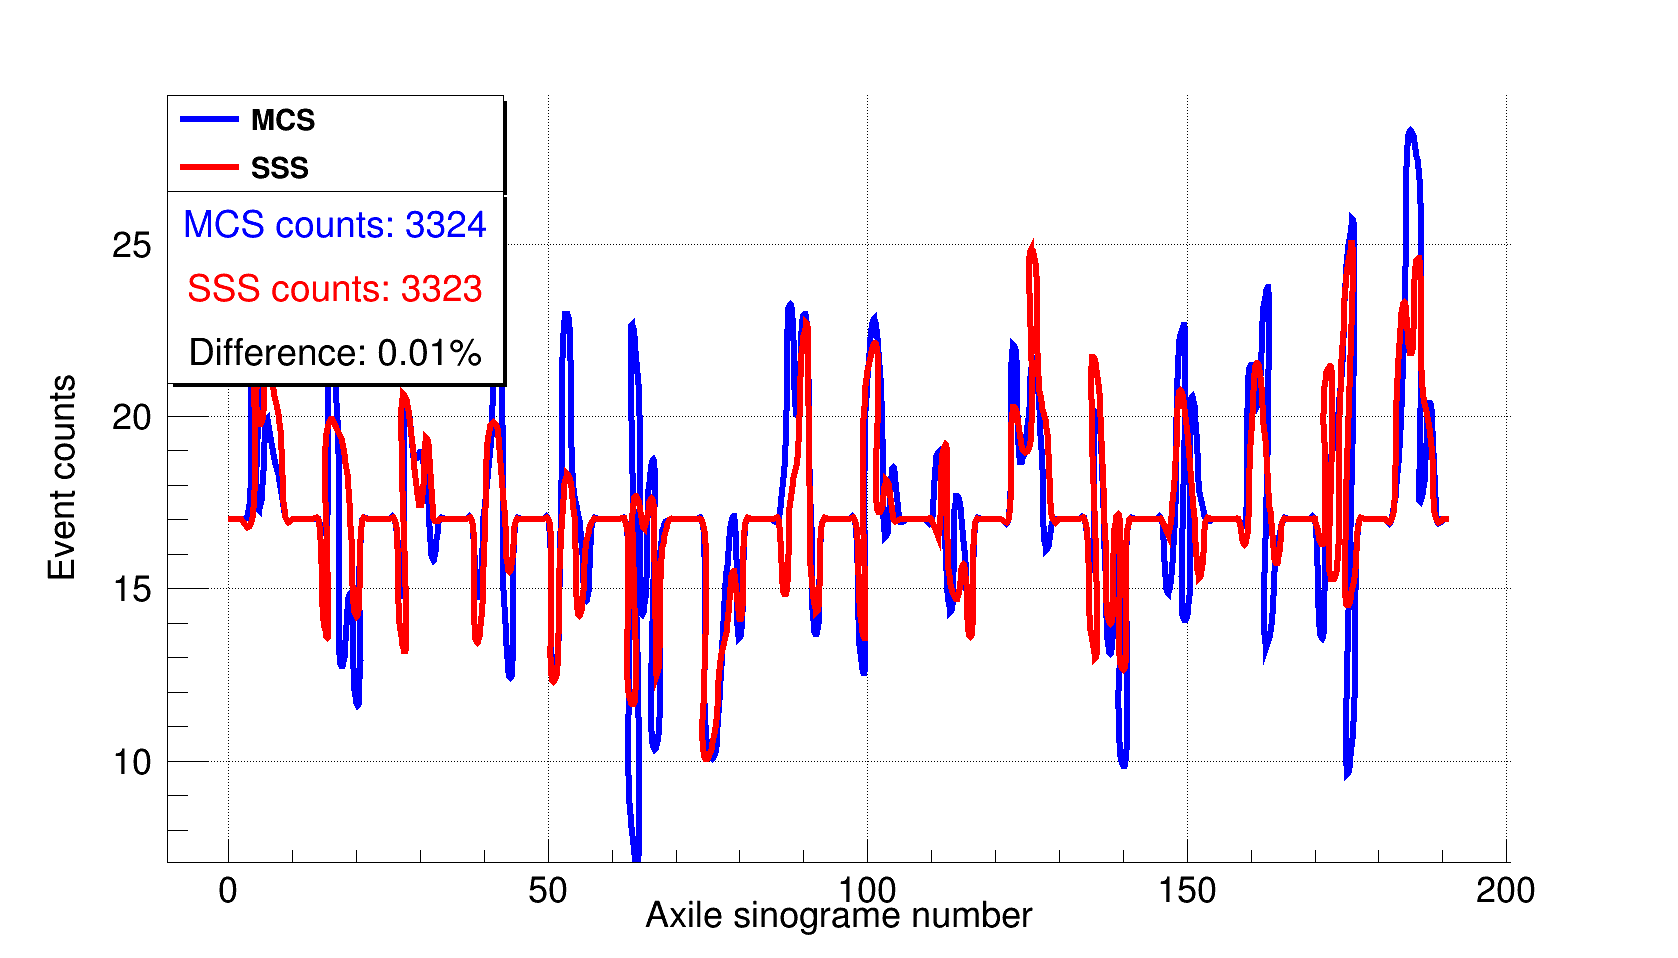 MCS
SSS
MCS counts: 3324
SSS counts: 3323
Difference: 0.01%
25
20
15
10
Event counts
0 50 100 150 200
Axile sinograme number